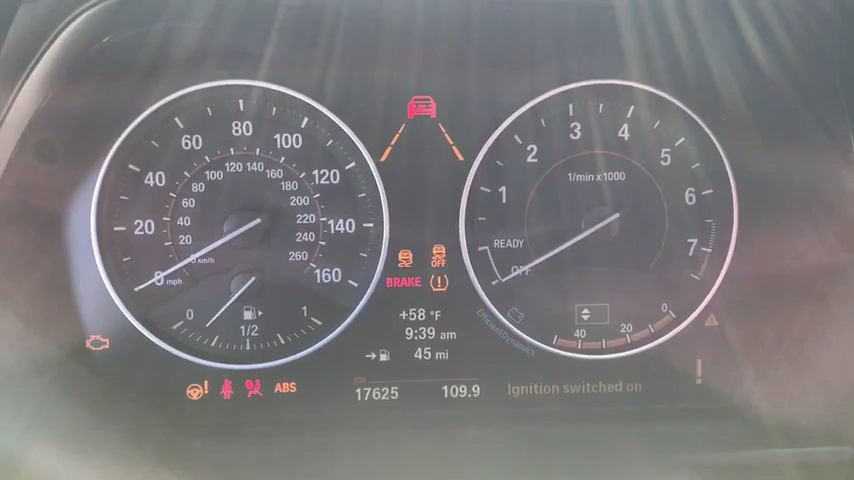 20 40 60 80 100 120 140 160
20 40 60 80 100 120 140 160 180 200 220 240 260
0 mph
0 km/h
0 1/2 1
BRAKE
OFF
+58 °F
9:39 am
45 mi
mi
17625 109.9
ABS
1 2 3 4 5 6 7
1/min x 1000
READY
OFF
40 20 0
EfficientDynamics
Ignition switched on